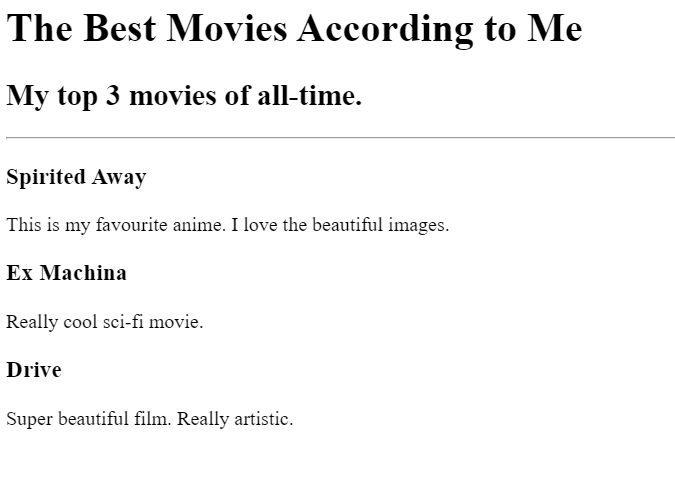 The Best Movies According to Me
My top 3 movies of all-time.
Spirited Away
This is my favourite anime. I love the beautiful images.
Ex Machina
Really cool sci-fi movie.
Drive
Super beautiful film. Really artistic.